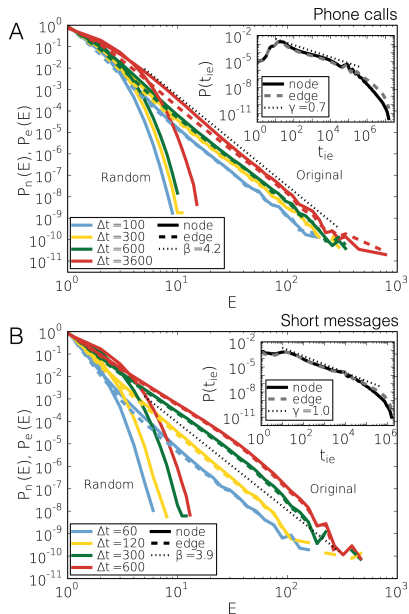 Phone calls
A
10^0
10^-1
10^-2
10^-3
10^-4
10^-5
10^-6
10^-7
10^-8
10^-9
10^-10
10^-11
P_n(E), P_e(E)
Random
Original
Δt=100
Δt=300
Δt=600
Δt=3600
node
edge
β=4.2
10^0
10^1
10^2
10^3
E
10^1
10^-2
10^-5
10^-8
10^-11
P(t_ie)
node
edge
γ=0.7
10^0
10^2
10^4
10^6
t_ie
Short messages
B
10^0
10^-1
10^-2
10^-3
10^-4
10^-5
10^-6
10^-7
10^-8
10^-9
10^-10
10^-11
P_n(E), P_e(E)
Random
Original
Δt=60
Δt=120
Δt=300
Δt=600
node
edge
β=3.9
10^0
10^1
10^2
10^3
E
10^1
10^-2
10^-5
10^-8
10^-11
P(t_ie)
node
edge
γ=1.0
10^0
10^2
10^4
10^6
t_ie